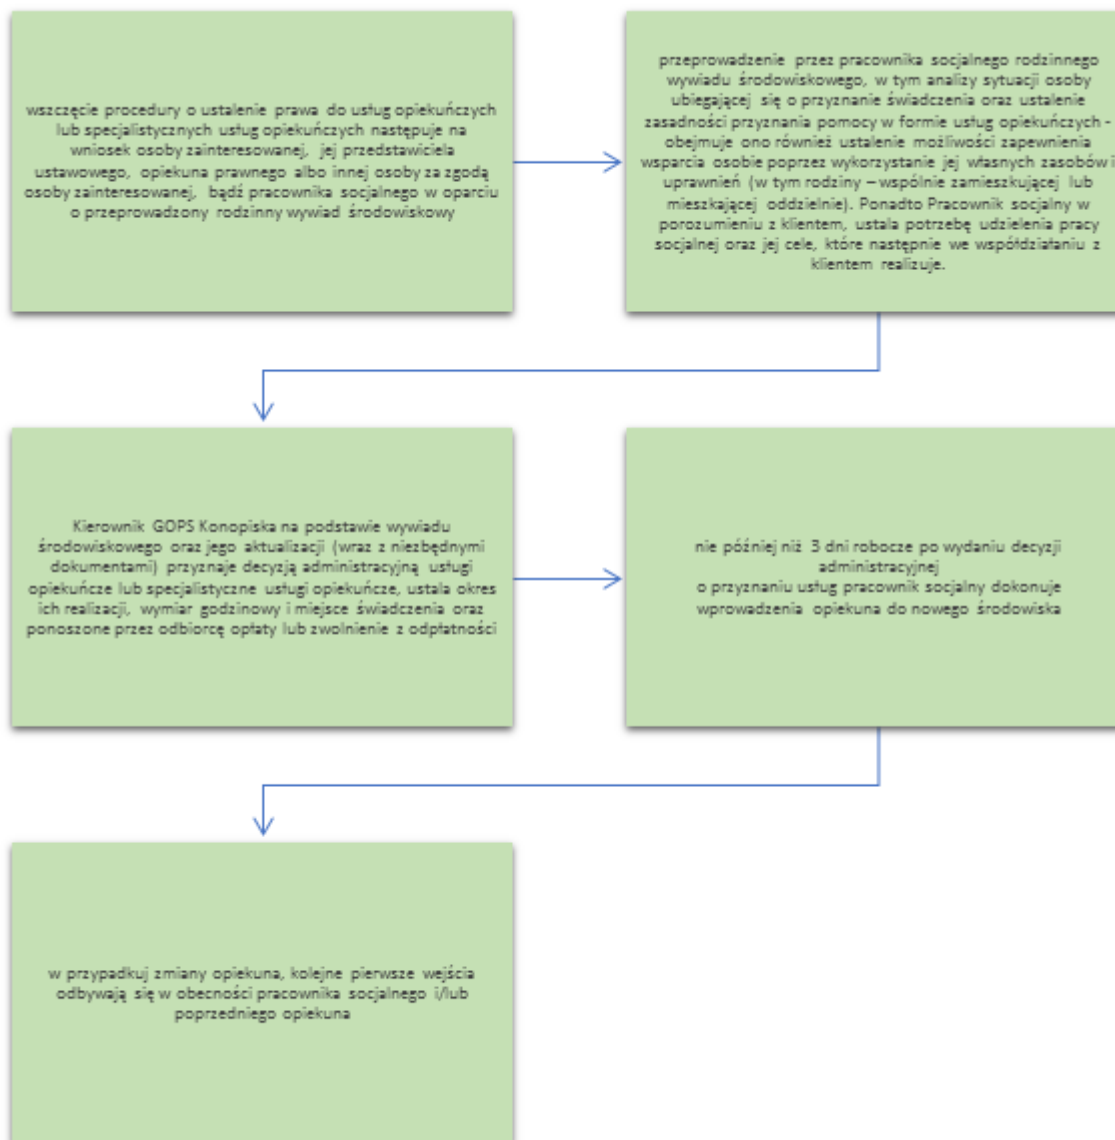 wszczęcie procedury o ustalenie prawa do usług opiekuńczych
lub specjalistycznych usług opiekuńczych następuje na
wniosek osoby zainteresowanej, jej przedstawiciela
ustawowego, opiekuna prawnego albo innej osoby za zgodą
osoby zainteresowanej, bądź pracownika socjalnego w oparciu
o przeprowadzony rodzinny wywiad środowiskowy
przeprowadzenie przez pracownika socjalnego rodzinnego
wywiadu środowiskowego, w tym analizy sytuacji osoby
ubiegającej się o przyznanie świadczenia oraz ustalenie
zasadności przyznania pomocy w formie usług opiekuńczych -
obejmuje ono również ustalenie możliwości zapewnienia
wsparcia osobie poprzez wykorzystanie jej własnych zasobów i
uprawnień (w tym rodziny – wspólnie zamieszkującej lub
mieszkającej oddzielnie). Ponadto Pracownik socjalny w
porozumieniu z klientem, ustala potrzebę udzielenia pracy
socjalnej oraz jej cele, które następnie we współdziałaniu z
klientem realizuje.
Kierownik GOPS Konopiska na podstawie wywiadu
środowiskowego oraz jego aktualizacji (wraz z niezbędnymi
dokumentami) przyznaje decyzją administracyjną usługi
opiekuńcze lub specjalistyczne usługi opiekuńcze, ustala okres
ich realizacji, wymiar godzinowy i miejsce świadczenia oraz
ponoszone przez odbiorcę opłaty lub zwolnienie z odpłatności
nie później niż 3 dni robocze po wydaniu decyzji
administracyjnej
o przyznaniu usług pracownik socjalny dokonuje
wprowadzenia opiekuna do nowego środowiska
w przypadkuj zmiany opiekuna, kolejne pierwsze wejścia
odbywają się w obecności pracownika socjalnego i/lub
poprzedniego opiekuna